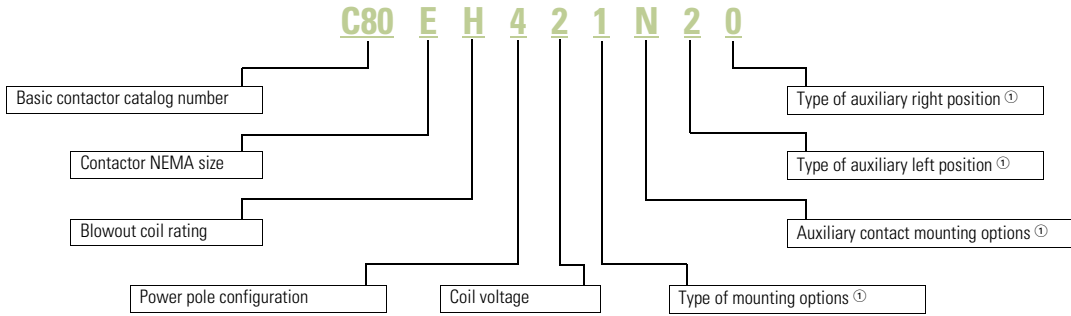 C80 E H 4 2 1 N 2 0
Basic contactor catalog number
Type of auxiliary right position ①
Contactor NEMA size
Type of auxiliary left position ①
Blowout coil rating
Auxiliary contact mounting options ①
Power pole configuration
Coil voltage
Type of mounting options ①